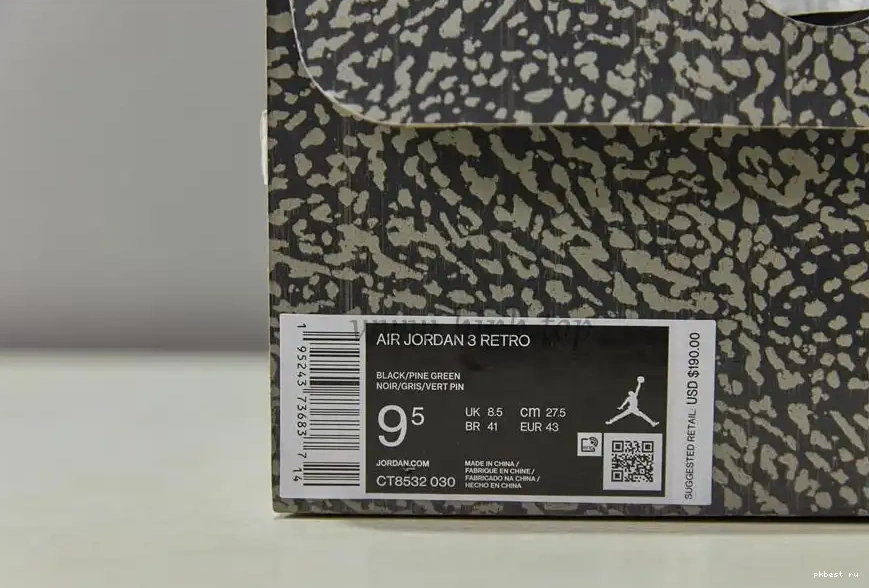 AIR JORDAN 3 RETRO
BLACK/PINE GREEN
NOIR/GRIS/VERT PIN
9⁵
UK 8.5 cm 27.5
BR 41 EUR 43
JORDAN.COM
CT8532 030
MADE IN CHINA /
FABRIQUE EN CHINE /
FABRICADO NA CHINA /
HECHO EN CHINA
1 95243 73683 7 14
SUGGESTED RETAIL: USD $190.00
pkbest ru